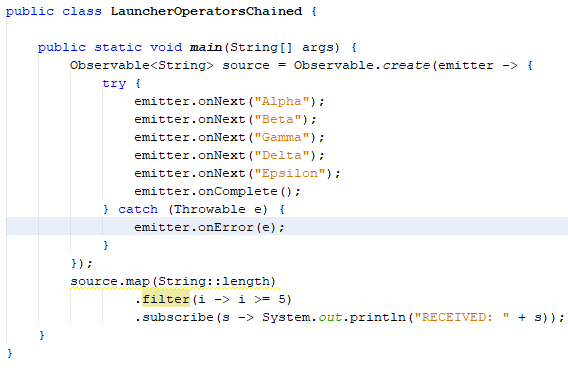 public class LauncherOperatorsChained {
public static void main(String[] args) {
Observable<String> source = Observable.create(emitter -> {
try {
emitter.onNext("Alpha");
emitter.onNext("Beta");
emitter.onNext("Gamma");
emitter.onNext("Delta");
emitter.onNext("Epsilon");
emitter.onComplete();
} catch (Throwable e) {
emitter.onError(e);
}
});
source.map(String::length)
.filter(i -> i >= 5)
.subscribe(s -> System.out.println("RECEIVED: " + s));
}
}